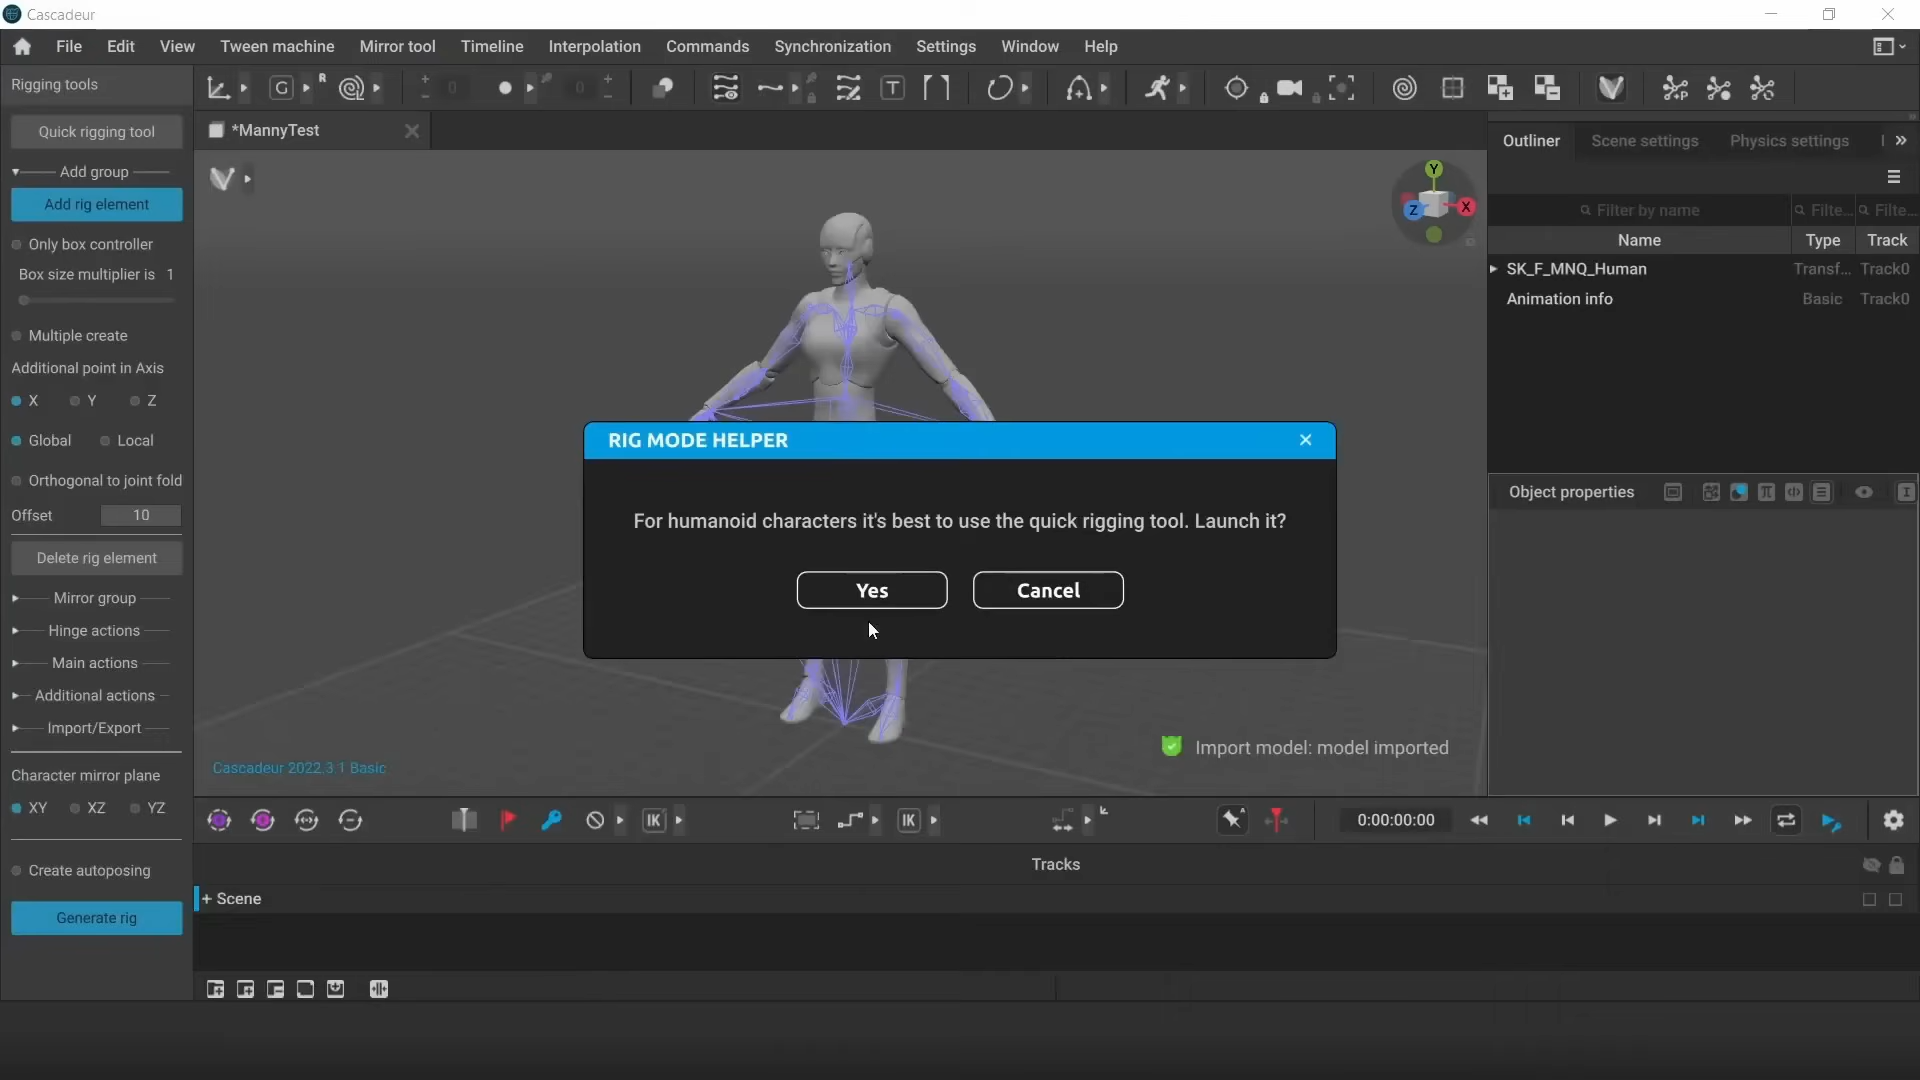 Cascadeur
File Edit View Tween machine Mirror tool Timeline Interpolation Commands Synchronization Settings Window Help
Rigging tools
G R
0
0
T
*MannyTest
Quick rigging tool
Add group
Add rig element
Only box controller
Box size multiplier is 1
Multiple create
Additional point in Axis
X Y Z
Global Local
Orthogonal to joint fold
Offset 10
Delete rig element
Mirror group
Hinge actions
Main actions
Additional actions
Import/Export
Character mirror plane
XY XZ YZ
Create autoposing
Generate rig
Y
Z
X
RIG MODE HELPER
For humanoid characters it's best to use the quick rigging tool. Launch it?
Yes Cancel
Import model: model imported
Cascadeur 2022.3.1 Basic
Outliner Scene settings Physics settings
Filter by name Filte... Filte...
Name Type Track
SK_F_MNQ_Human Transf... Track0
Animation info Basic Track0
Object properties
IK IK 0:00:00:00
Tracks
+ Scene